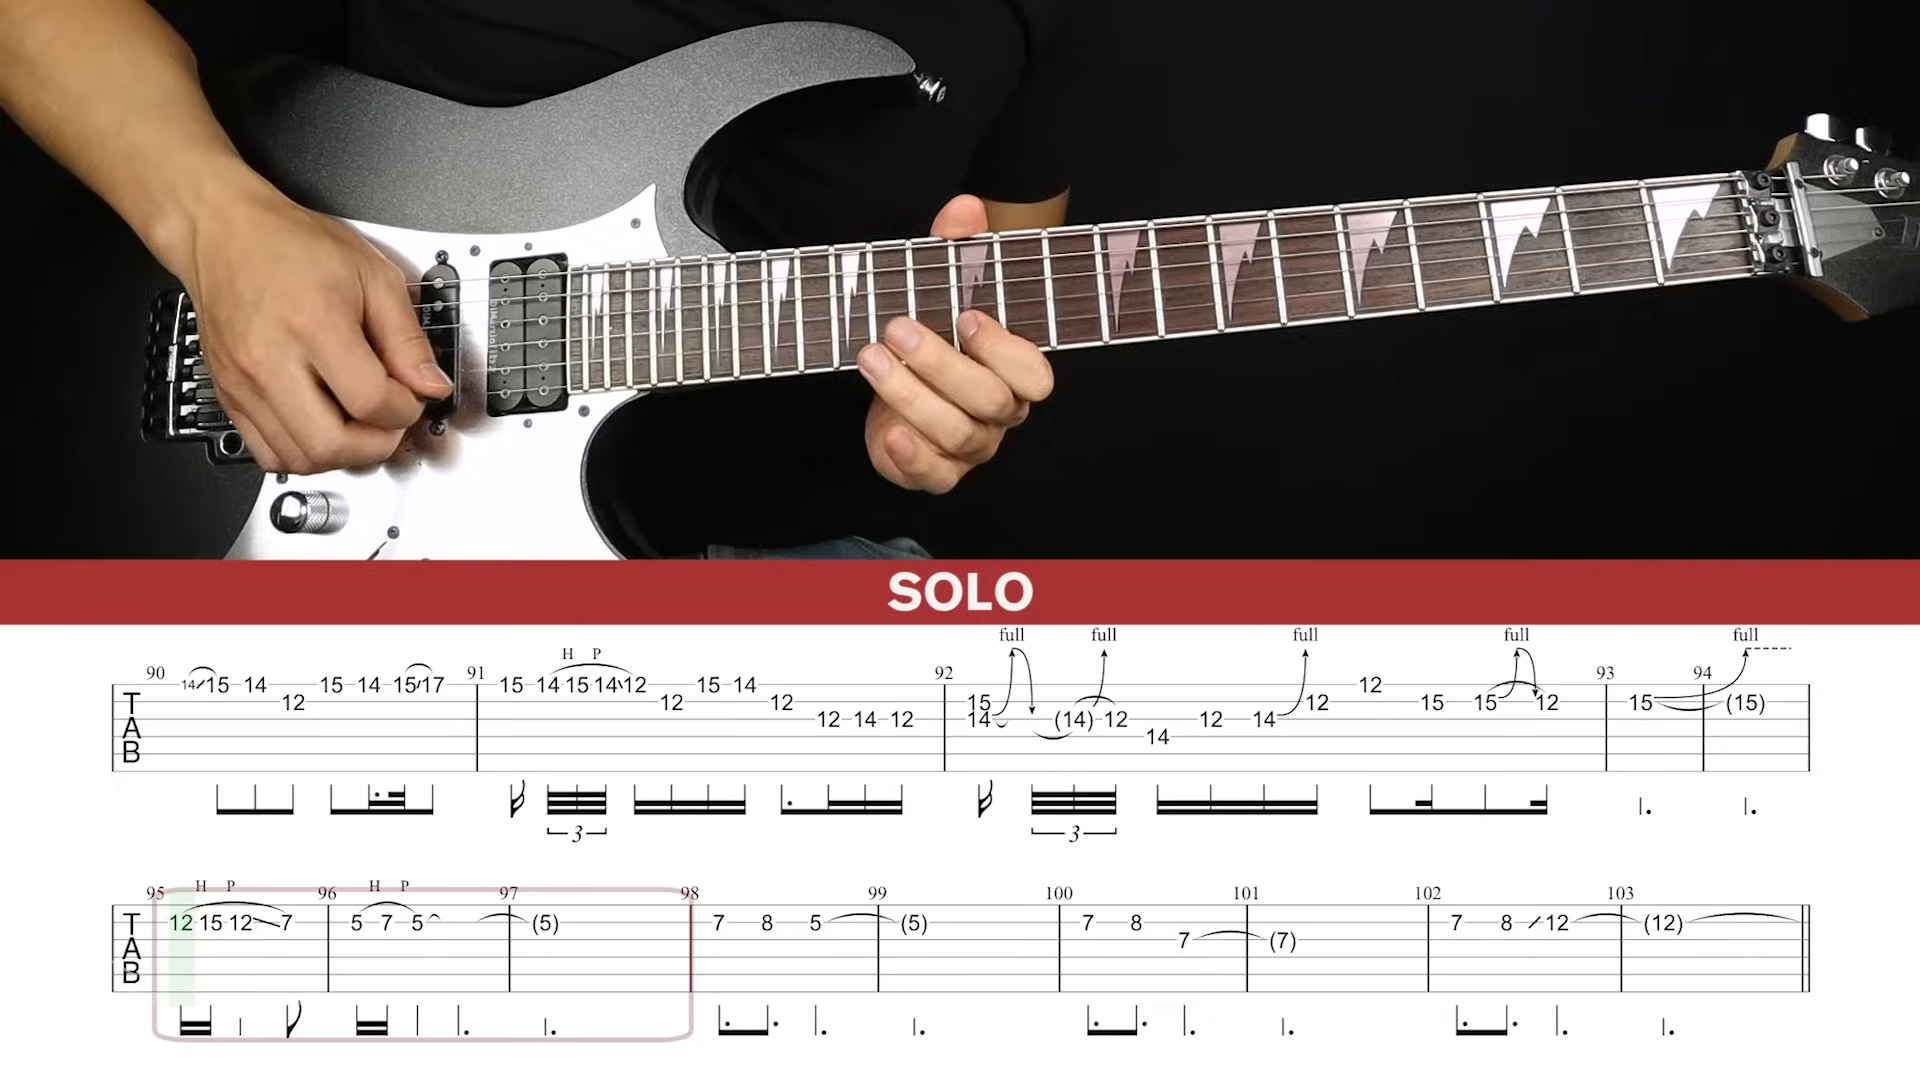 SOLO
full full full full full
90 H P 91 92 93 94
14 15 14 15 14 15 17 15 14 15 14 12 15 14 12
12 12 12 15 12 15 15 12 15 (15)
12 14 12 14 (14) 12 12 14
14
T
A
B
3 3
95 H P 96 H P 97 98 99 100 101 102 103
12 15 12 7 5 7 5 (5) 7 8 5 (5) 7 8 7 8 12 (12)
7 (7)
T
A
B